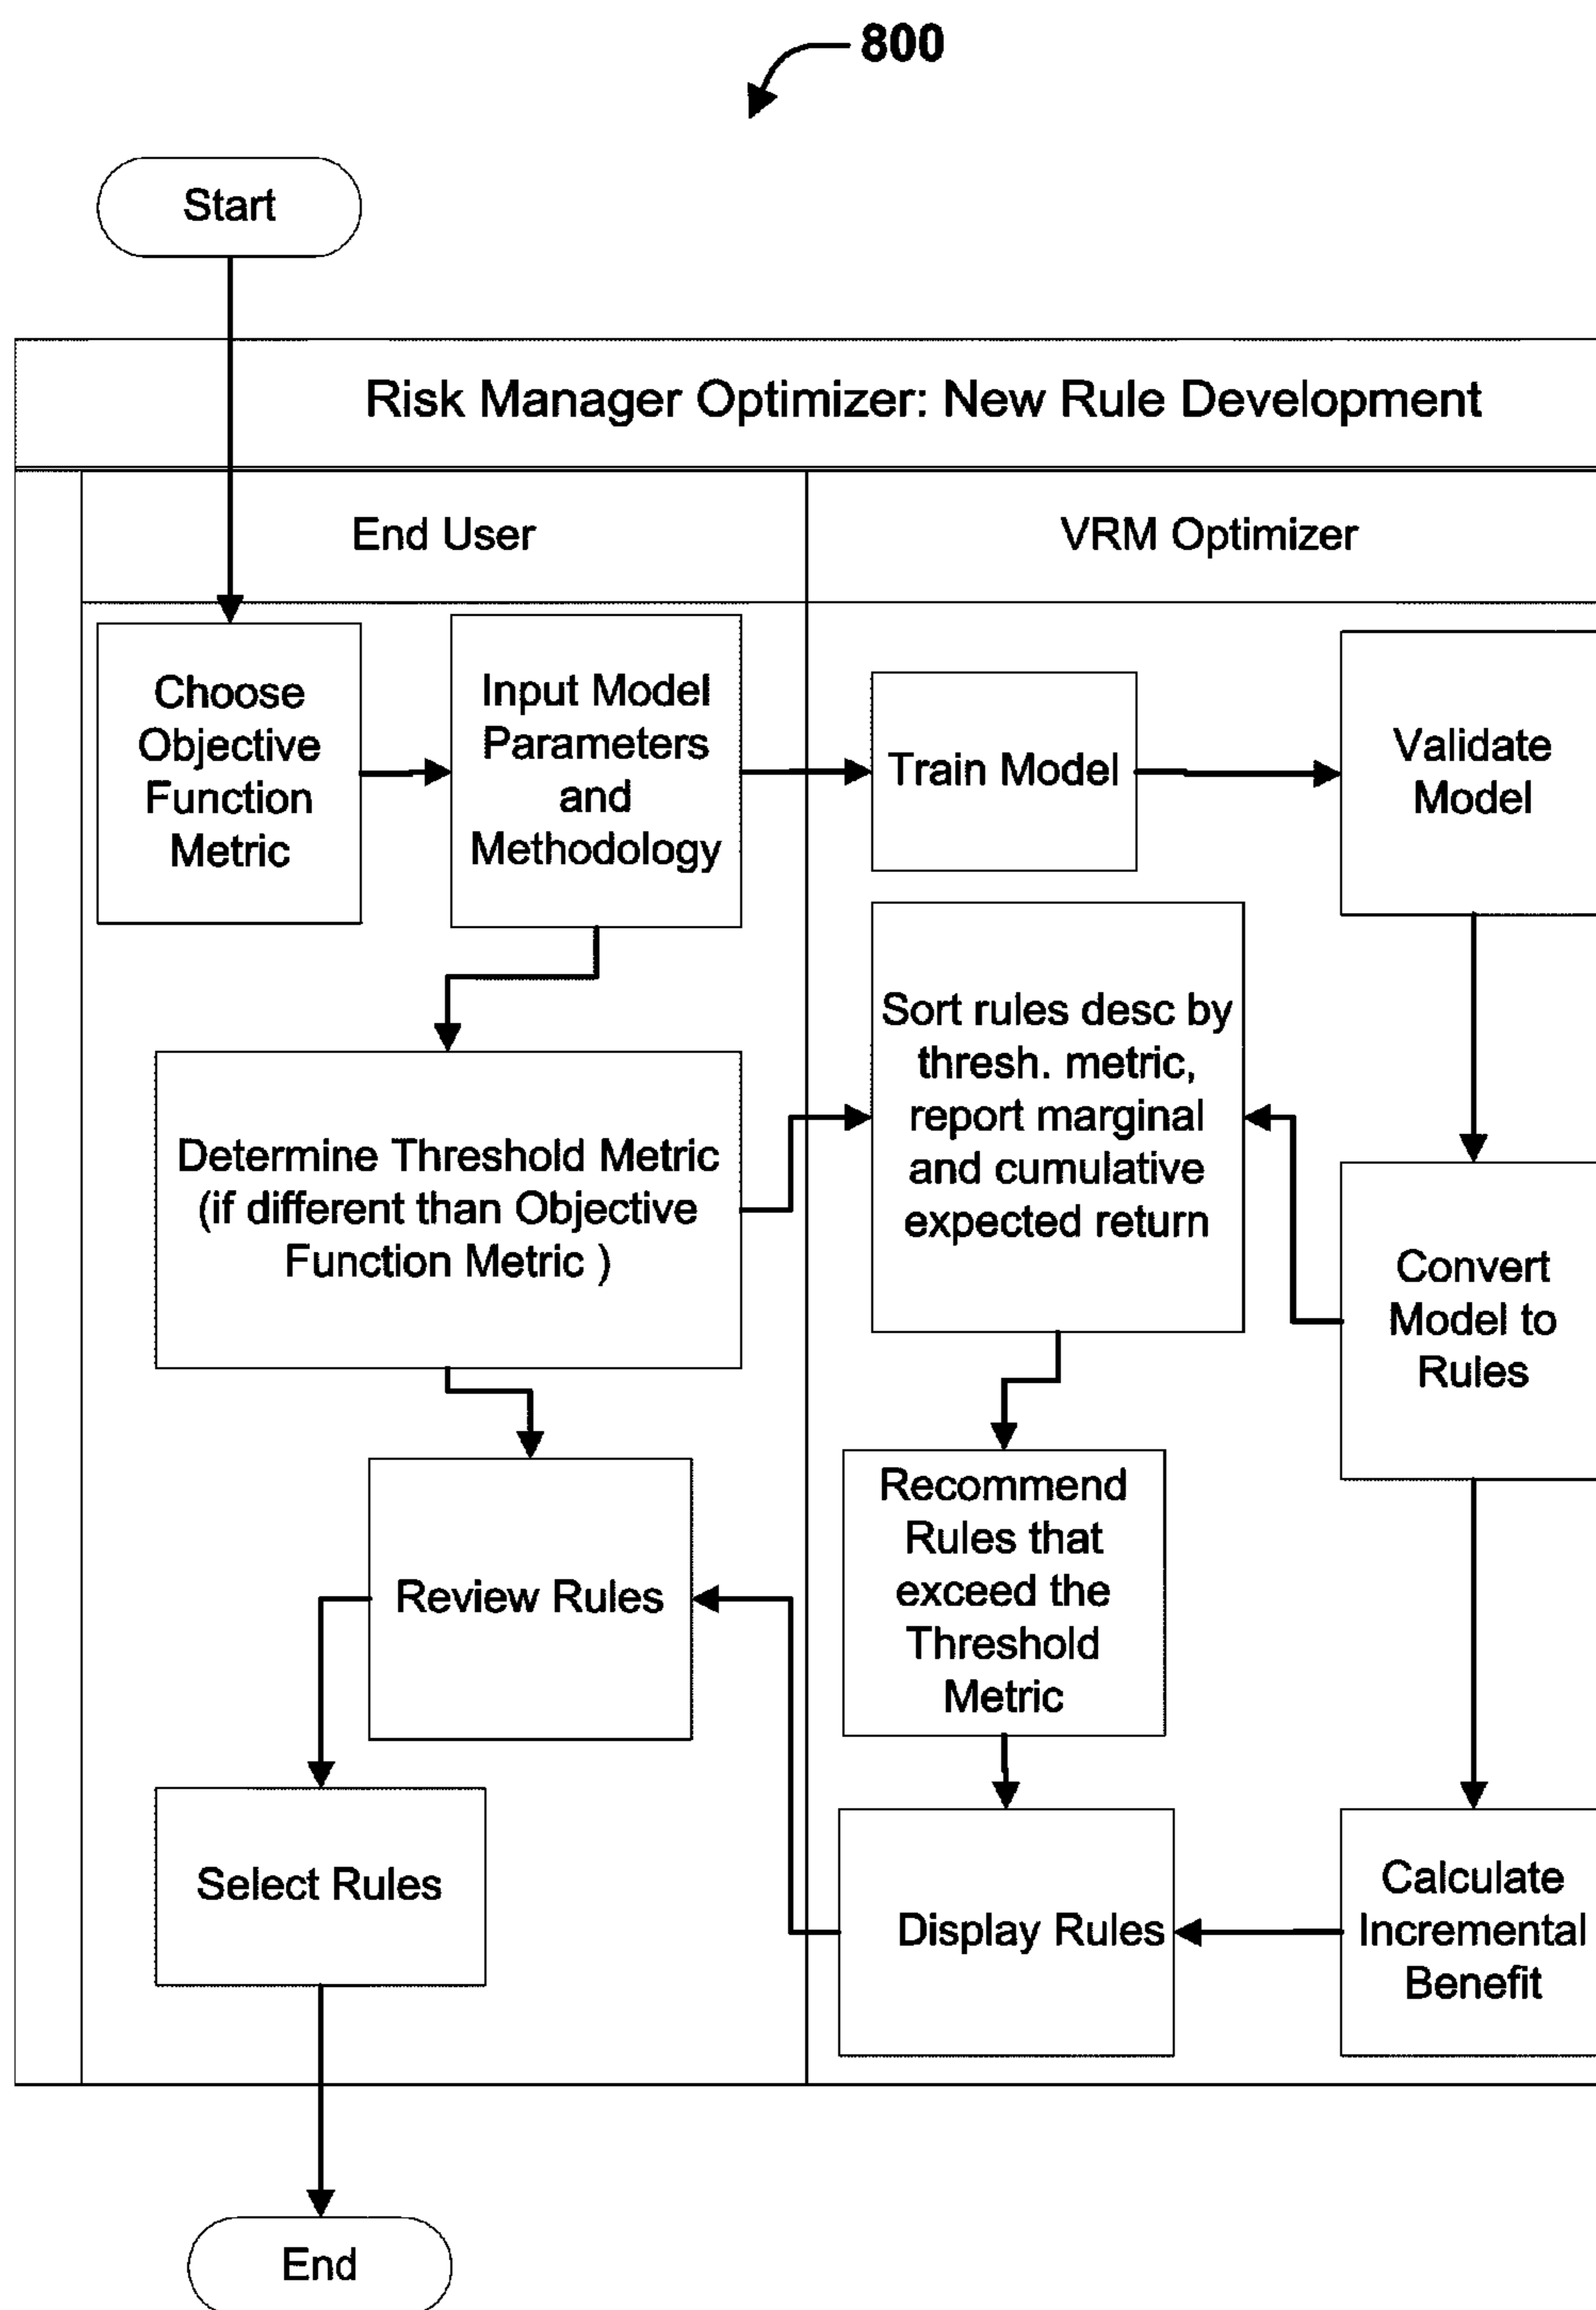 800
Start
Risk Manager Optimizer: New Rule Development
End User
VRM Optimizer
Choose
Objective
Function
Metric
Input Model
Parameters
and
Methodology
Train Model
Validate
Model
Sort rules desc by
thresh. metric,
report marginal
and cumulative
expected return
Determine Threshold Metric
(if different than Objective
Function Metric )
Convert
Model to
Rules
Review Rules
Recommend
Rules that
exceed the
Threshold
Metric
Select Rules
Display Rules
Calculate
Incremental
Benefit
End